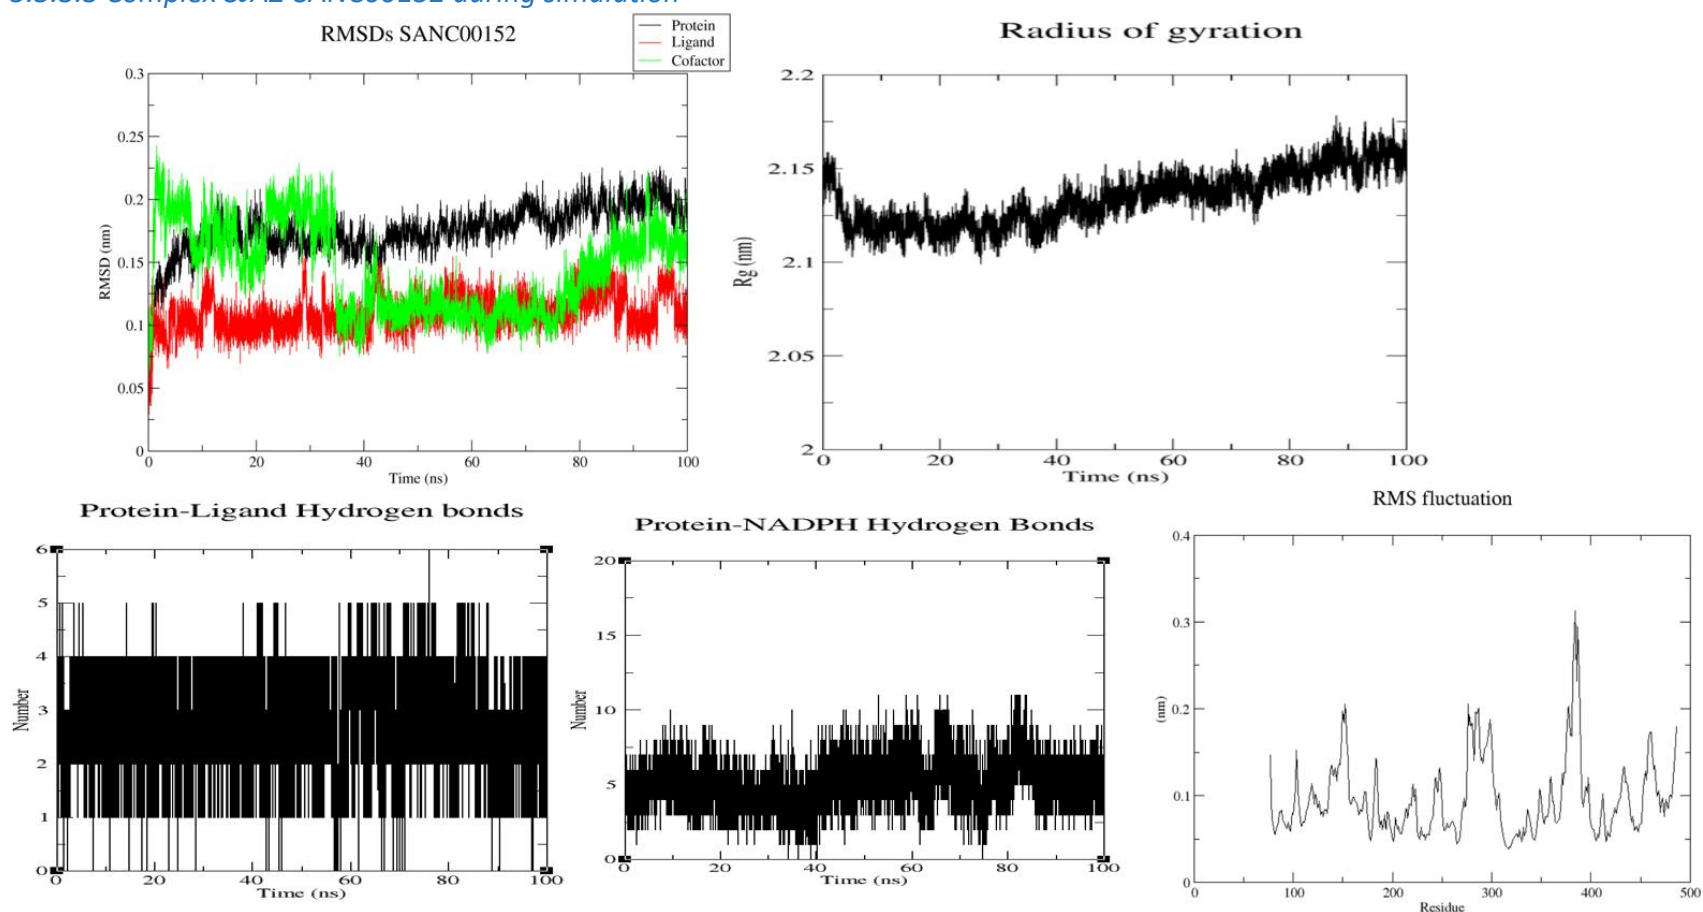 RMSDs SANC00152
Protein
Ligand
Cofactor
0.3
0.25
0.2
0.15
0.1
0.05
0
RMSD (nm)
0 20 40 60 80 100
Time (ns)
Radius of gyration
2.2
2.15
2.1
2.05
2
Rg (nm)
0 20 40 60 80 100
Time (ns)
Protein-Ligand Hydrogen bonds
6
5
4
3
2
1
0
Number
0 20 40 60 80 100
Time (ns)
Protein-NADPH Hydrogen Bonds
20
15
10
5
0
Number
0 20 40 60 80 100
Time (ns)
RMS fluctuation
0.4
0.3
0.2
0.1
0
(nm)
0 100 200 300 400 500
Residue